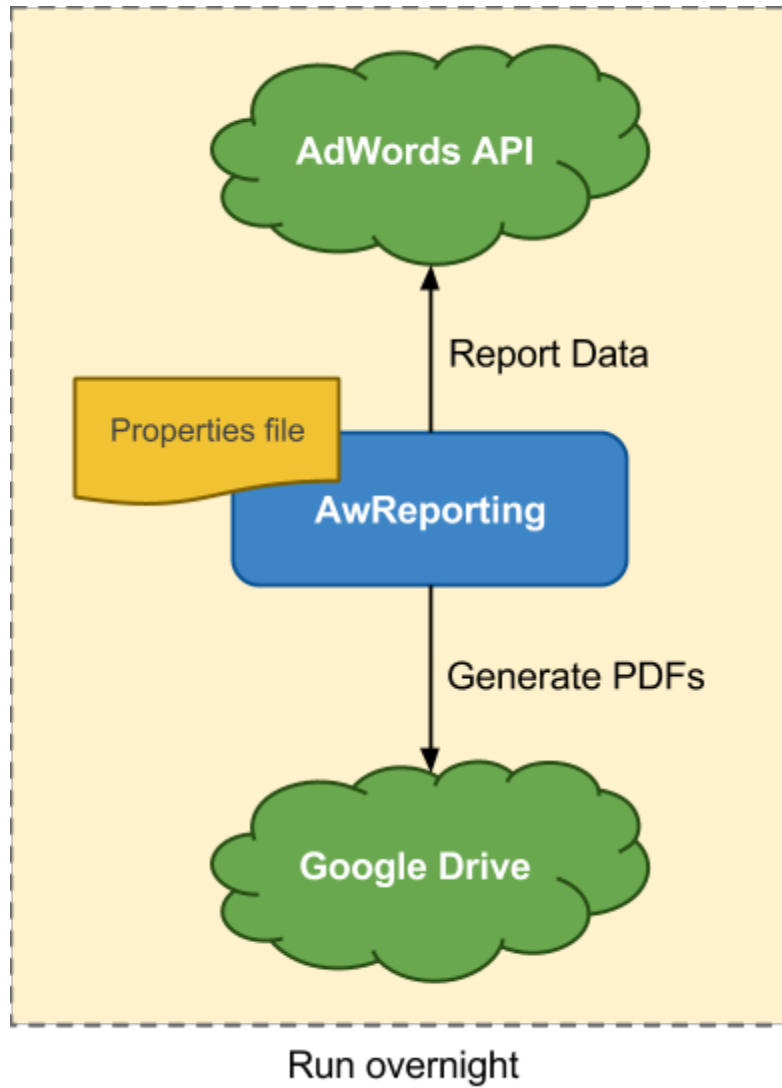 AdWords API
Report Data
Properties file
AwReporting
Generate PDFs
Google Drive
Run overnight